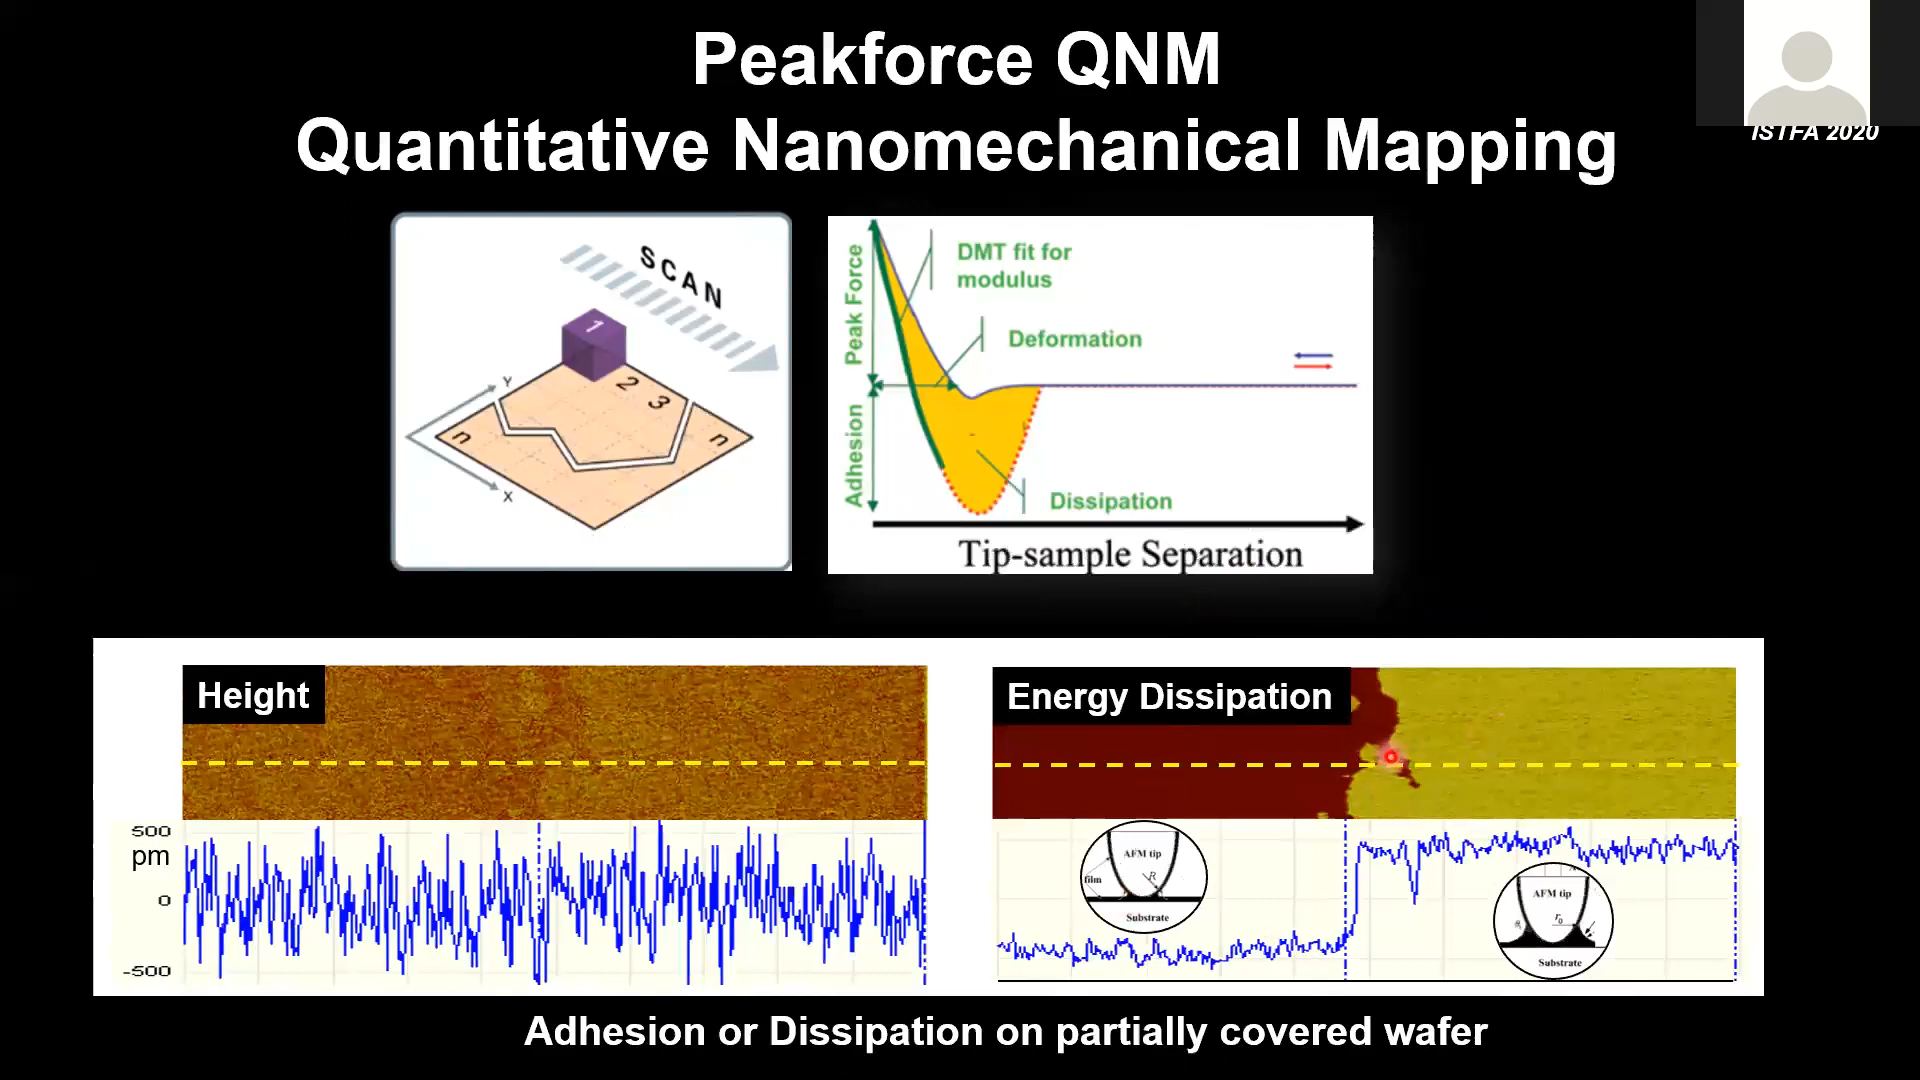 Peakforce QNM
Quantitative Nanomechanical Mapping
ISTFA 2020
SCAN
1
2
3
n
n
Y
X
Peak Force
Adhesion
DMT fit for
modulus
Deformation
Dissipation
Tip-sample Separation
Height
500
pm
0
-500
Energy Dissipation
AFM tip
film
R
Substrate
AFM tip
r₀
Substrate
Adhesion or Dissipation on partially covered wafer